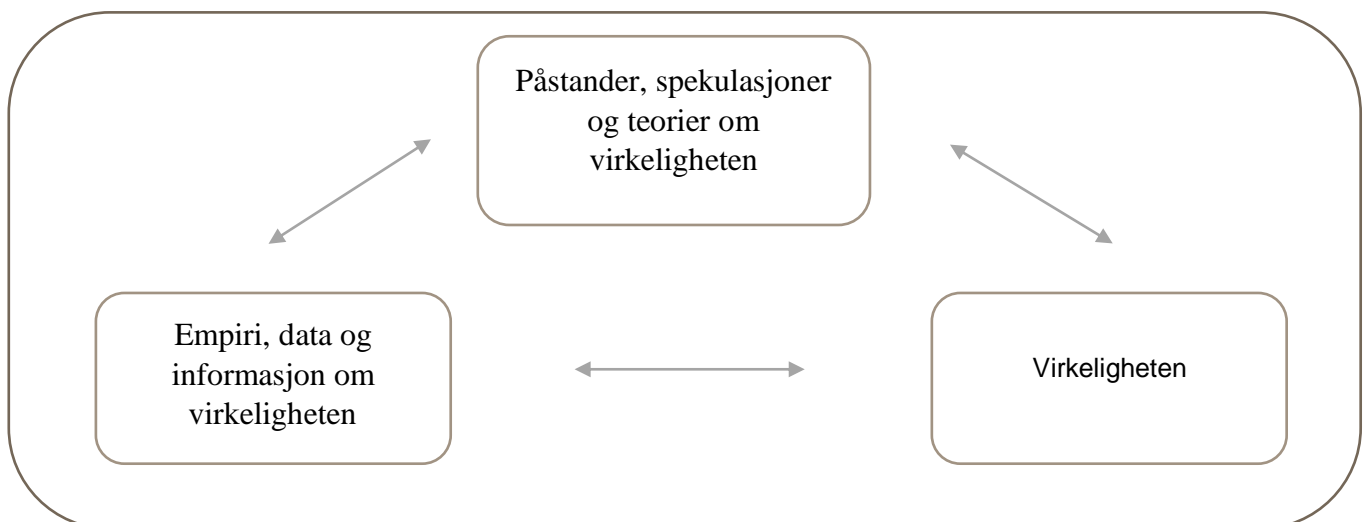 Påstander, spekulasjoner
og teorier om
virkeligheten
Empiri, data og
informasjon om
virkeligheten
Virkeligheten